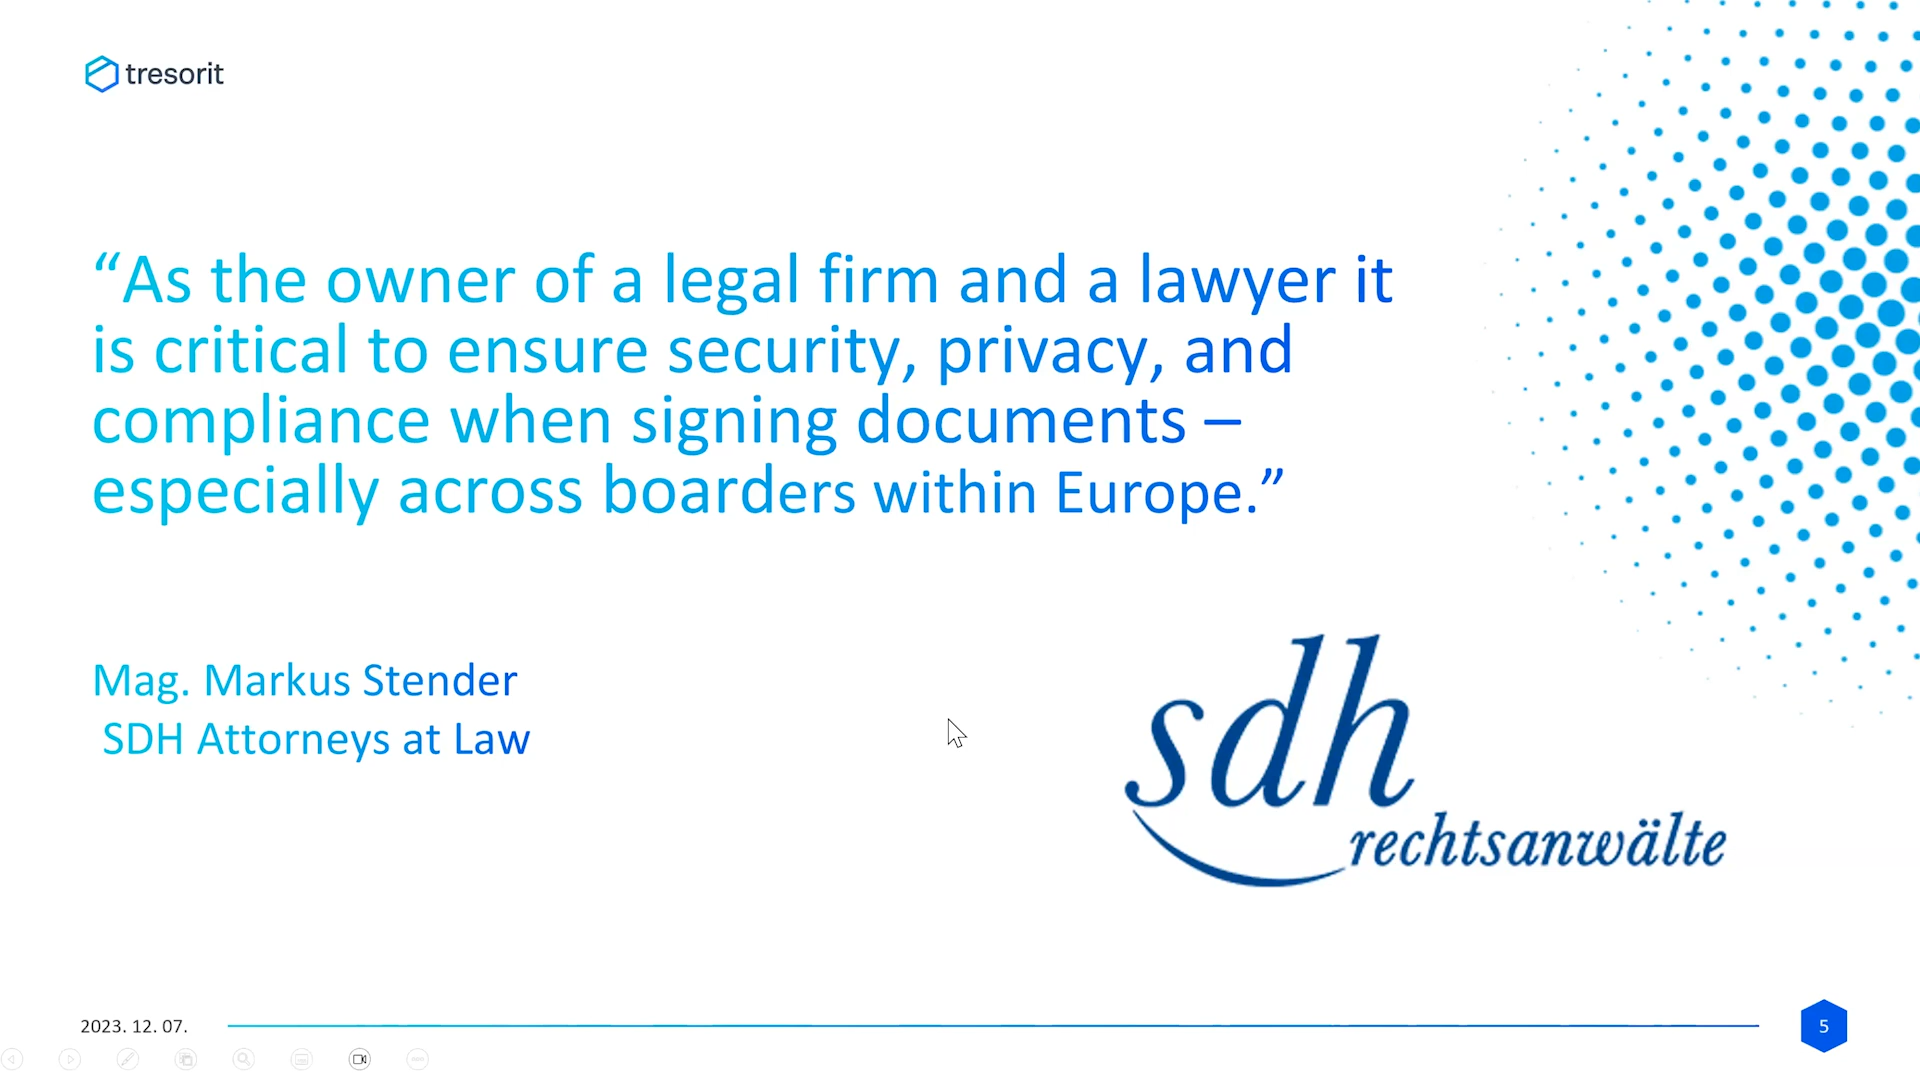 tresorit
“As the owner of a legal firm and a lawyer it
is critical to ensure security, privacy, and
compliance when signing documents –
especially across boarders within Europe.”
Mag. Markus Stender
SDH Attorneys at Law
sdh
rechtsanwälte
2023. 12. 07.
5